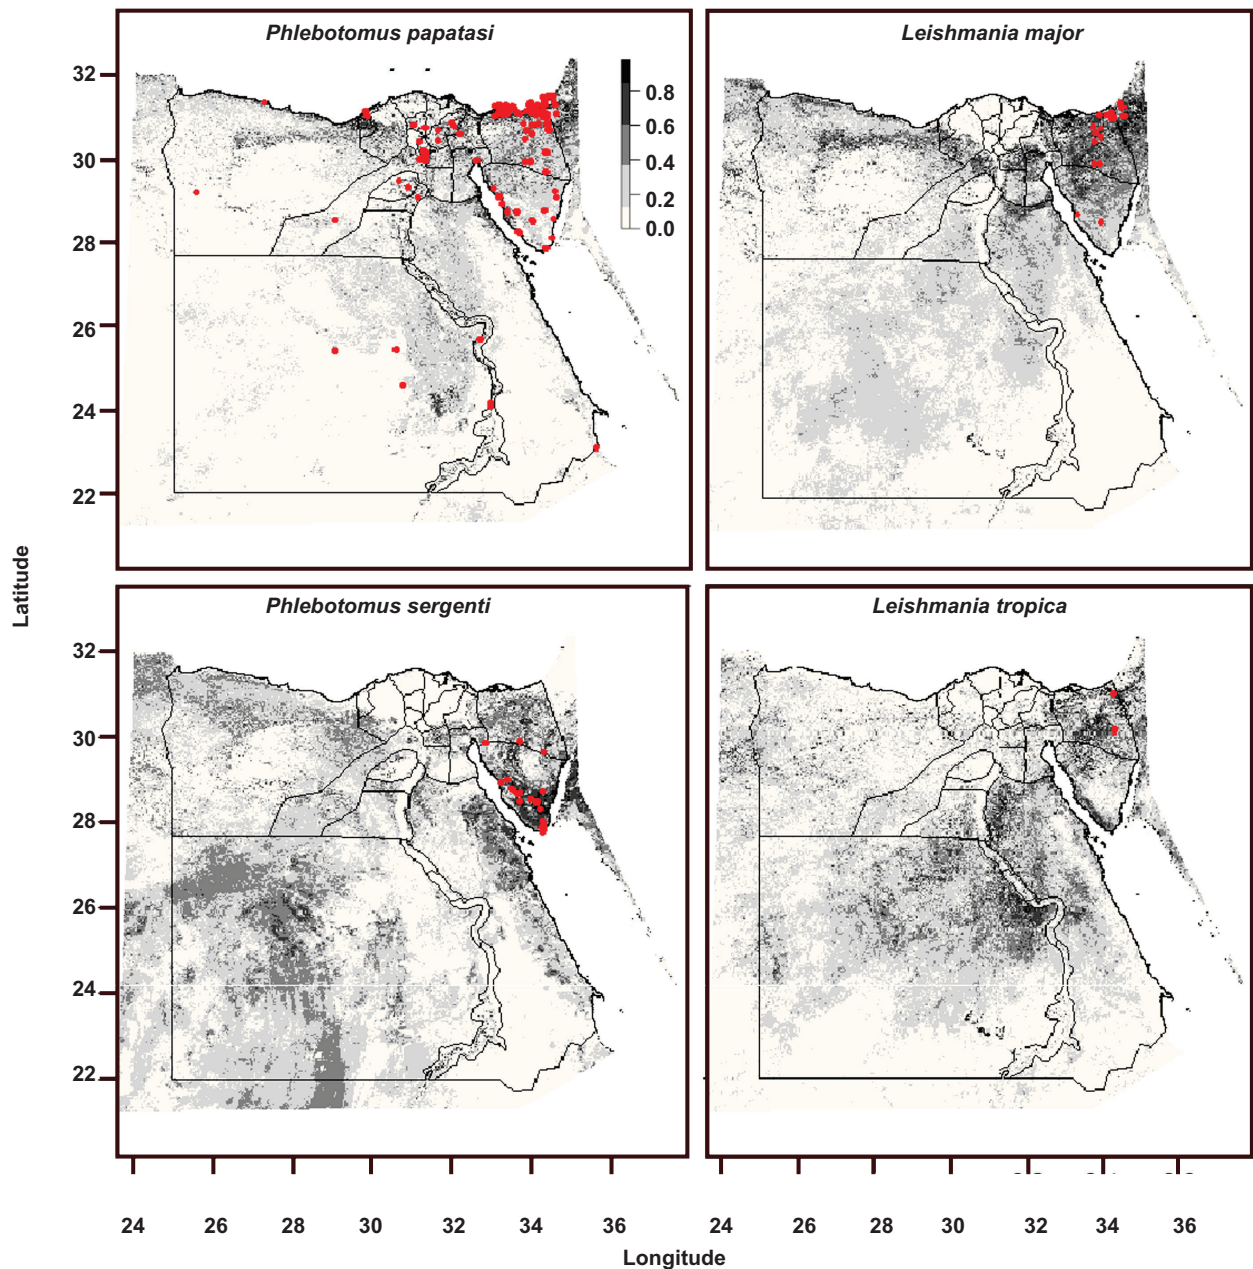 Phlebotomus papatasi
Leishmania major
32
30
28
26
24
22
0.8
0.6
0.4
0.2
0.0
Latitude
Phlebotomus sergenti
Leishmania tropica
32
30
28
26
24
22
24 26 28 30 32 34 36
24 26 28 30 32 34 36
Longitude